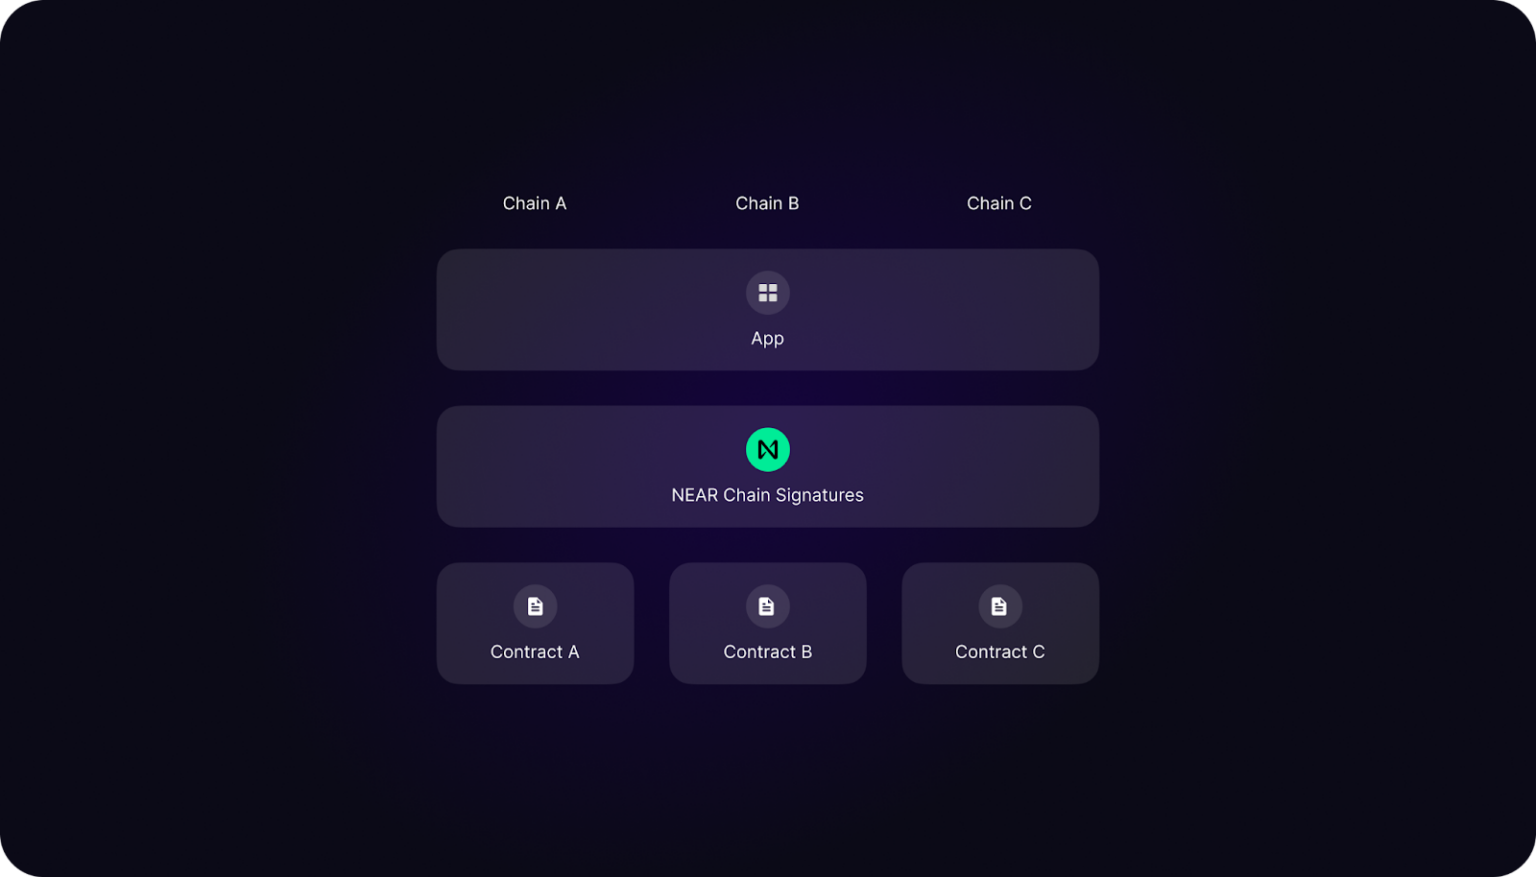 Chain A
Chain B
Chain C
App
NEAR Chain Signatures
Contract A
Contract B
Contract C